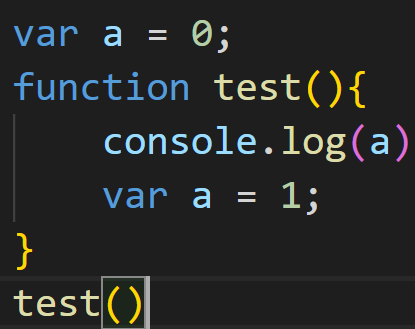 var a = 0;
function test(){
    console.log(a)
    var a = 1;
}
test()